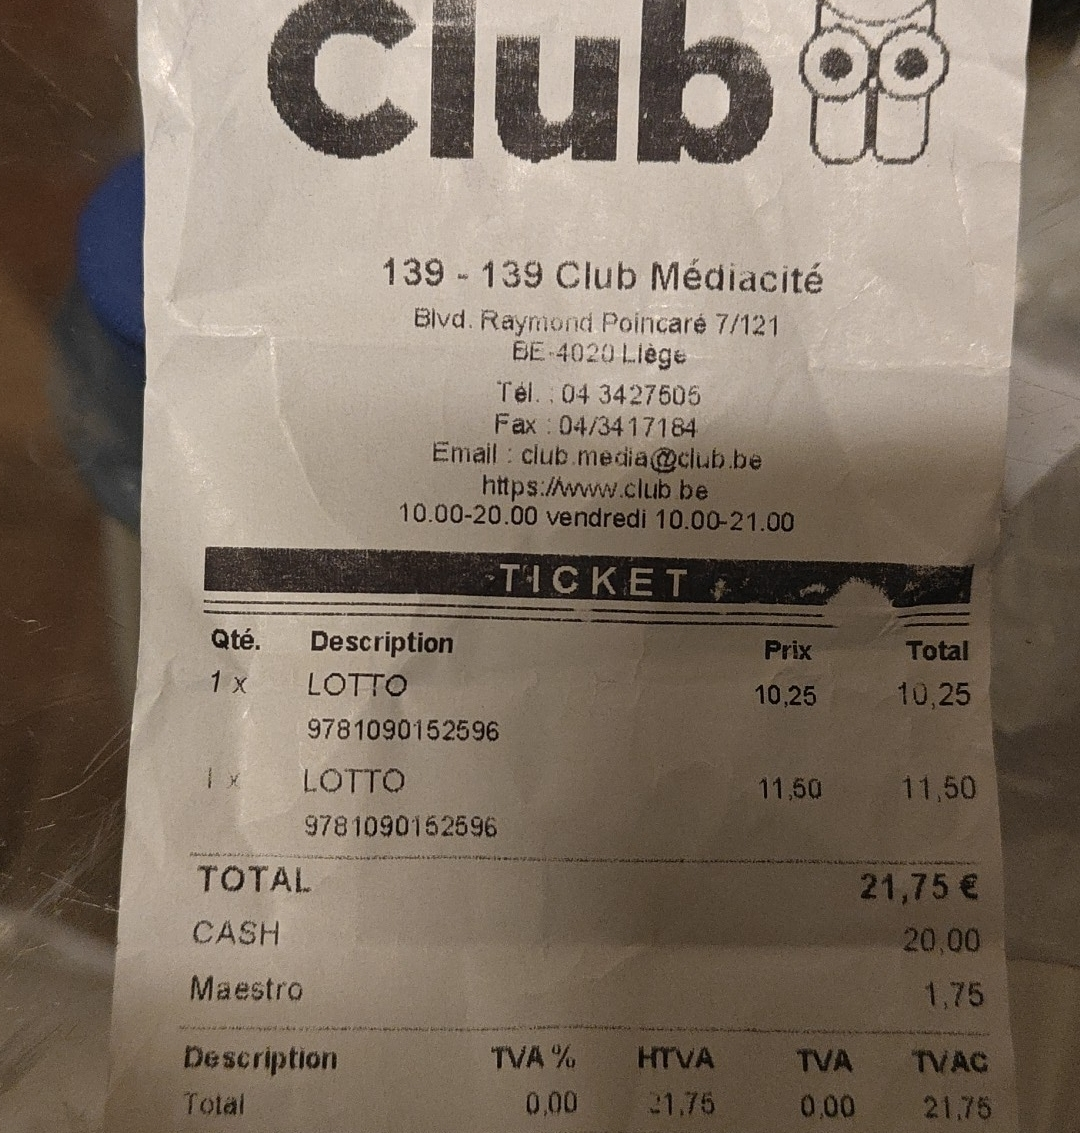 Club
139 - 139 Club Médiacité
Blvd. Raymond Poincaré 7/121
BE-4020 Liège
Tél. : 04 3427605
Fax : 04/3417184
Email : club.media@club.be
https://www.club.be
10.00-20.00 vendredi 10.00-21.00
TICKET
Qté. Description Prix Total
1 x LOTTO 10,25 10,25
9781090152596
1 x LOTTO 11,50 11,50
9781090152596
TOTAL 21,75 €
CASH 20,00
Maestro 1,75
Description TVA % HTVA TVA TVAC
Total 0,00 21,75 0,00 21,75